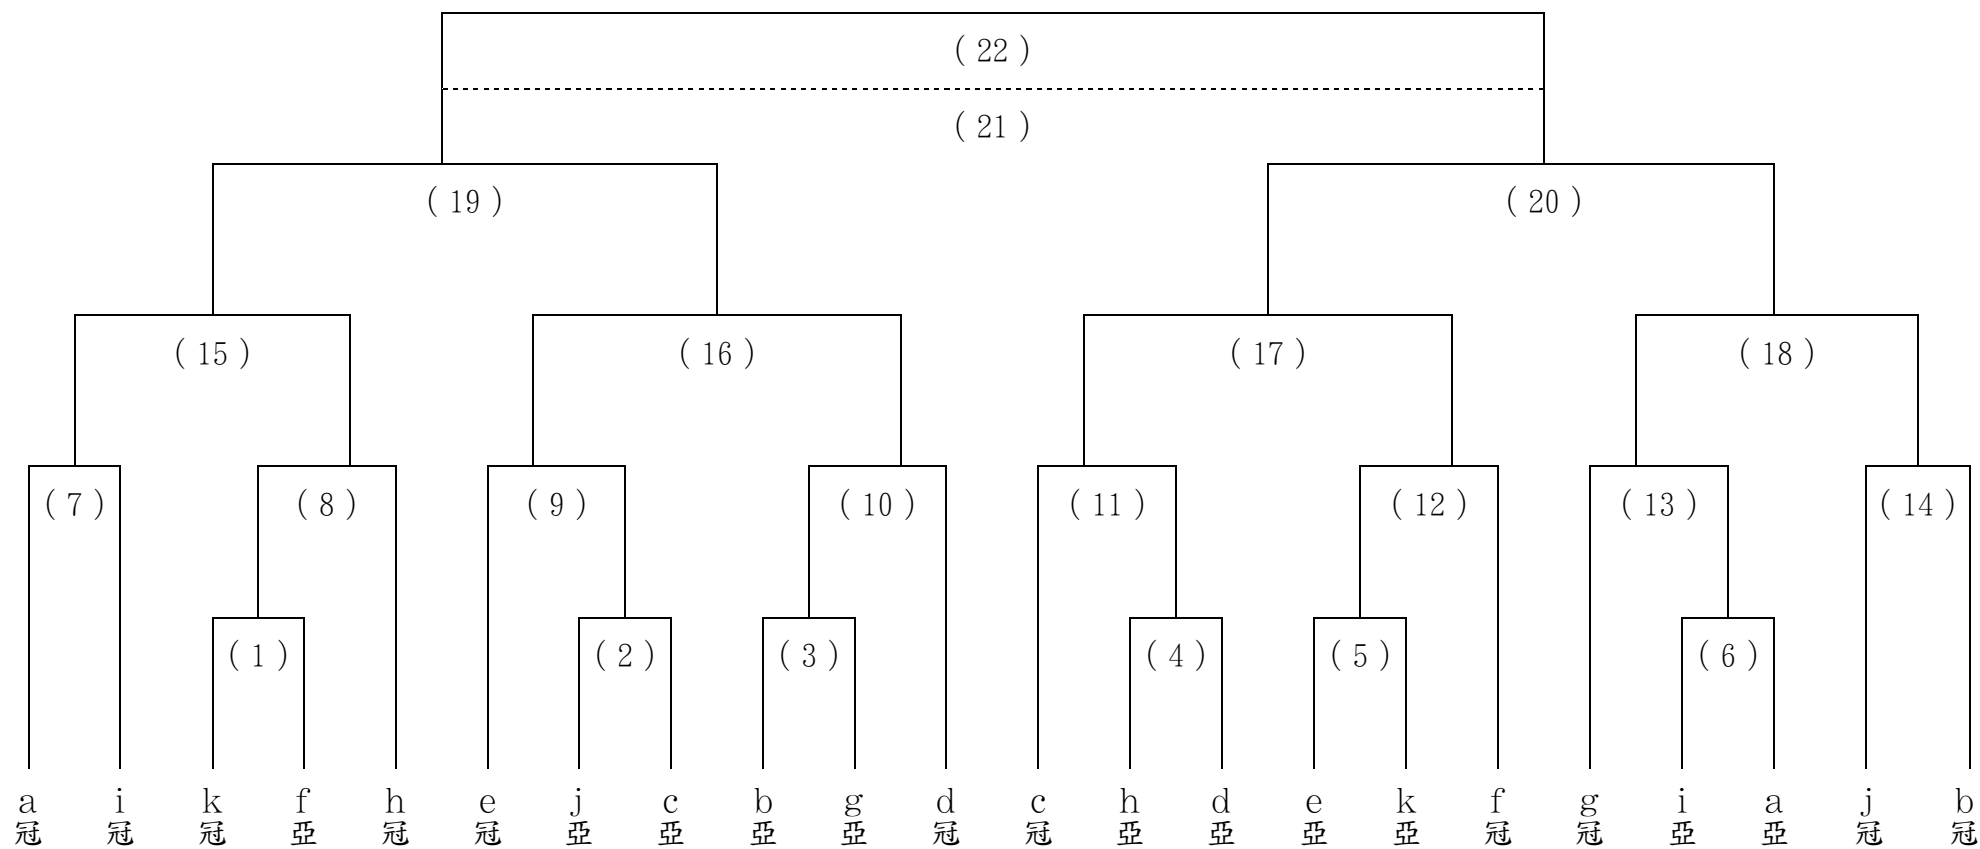 ( 22 )
( 21 )
( 19 ) ( 20 )
( 15 ) ( 16 ) ( 17 ) ( 18 )
( 7 ) ( 8 ) ( 9 ) ( 10 ) ( 11 ) ( 12 ) ( 13 ) ( 14 )
( 1 ) ( 2 ) ( 3 ) ( 4 ) ( 5 ) ( 6 )
a i k f h e j c b g d c h d e k f g i a j b
冠 冠 冠 亞 冠 冠 亞 亞 亞 亞 冠 冠 亞 亞 亞 亞 冠 冠 亞 亞 冠 冠